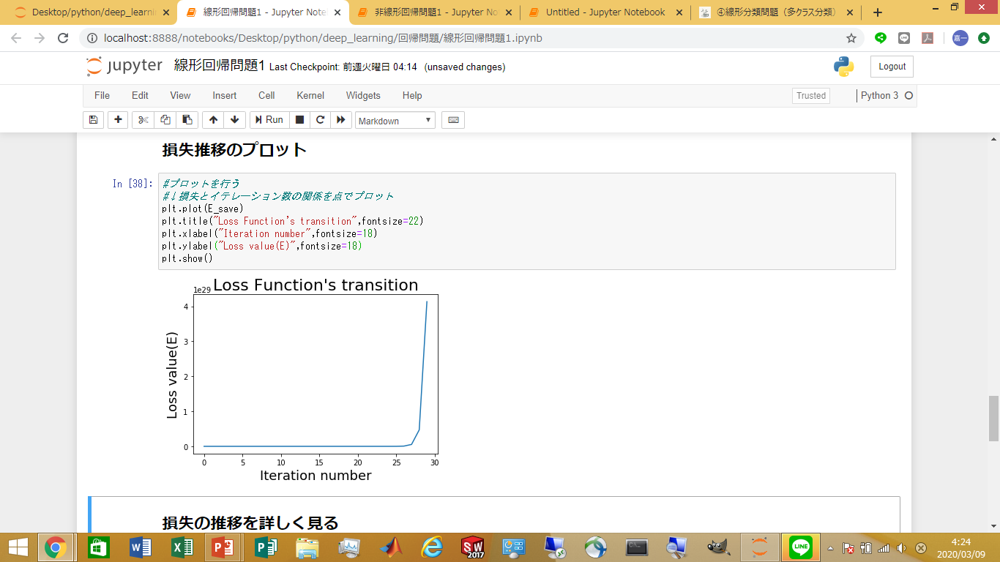 Desktop/python/deep_learni
線形回帰問題1 - Jupyter Note
非線形回帰問題1 - Jupyter No
Untitled - Jupyter Notebook
④線形分類問題（多クラス分類）
localhost:8888/notebooks/Desktop/python/deep_learning/回帰問題/線形回帰問題1.ipynb
嘉一
jupyter 線形回帰問題1 Last Checkpoint: 前週火曜日 04:14 (unsaved changes)
Logout
File Edit View Insert Cell Kernel Widgets Help
Trusted
Python 3
Run
Markdown
損失推移のプロット
In [38]:
#プロットを行う
#↓損失とイテレーション数の関係を点でプロット
plt.plot(E_save)
plt.title("Loss Function's transition",fontsize=22)
plt.xlabel("Iteration number",fontsize=18)
plt.ylabel("Loss value(E)",fontsize=18)
plt.show()
1e29 Loss Function's transition
4
3
2
1
0
Loss value(E)
0 5 10 15 20 25 30
Iteration number
損失の推移を詳しく見る
SW
2017
LINE
4:24
2020/03/09